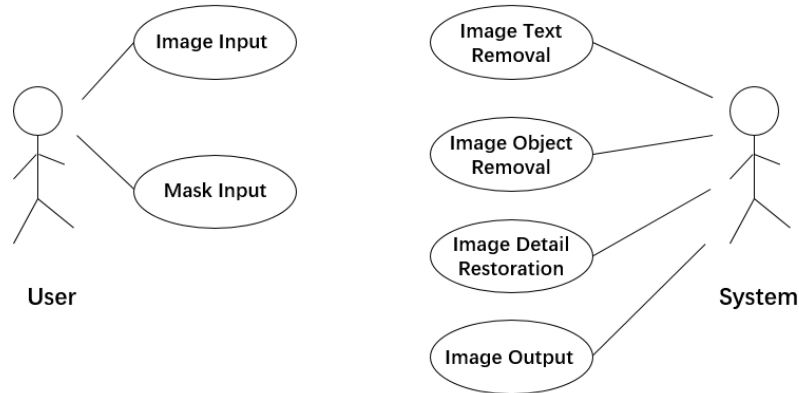 Image Input
Mask Input
User
Image Text
Removal
Image Object
Removal
Image Detail
Restoration
Image Output
System